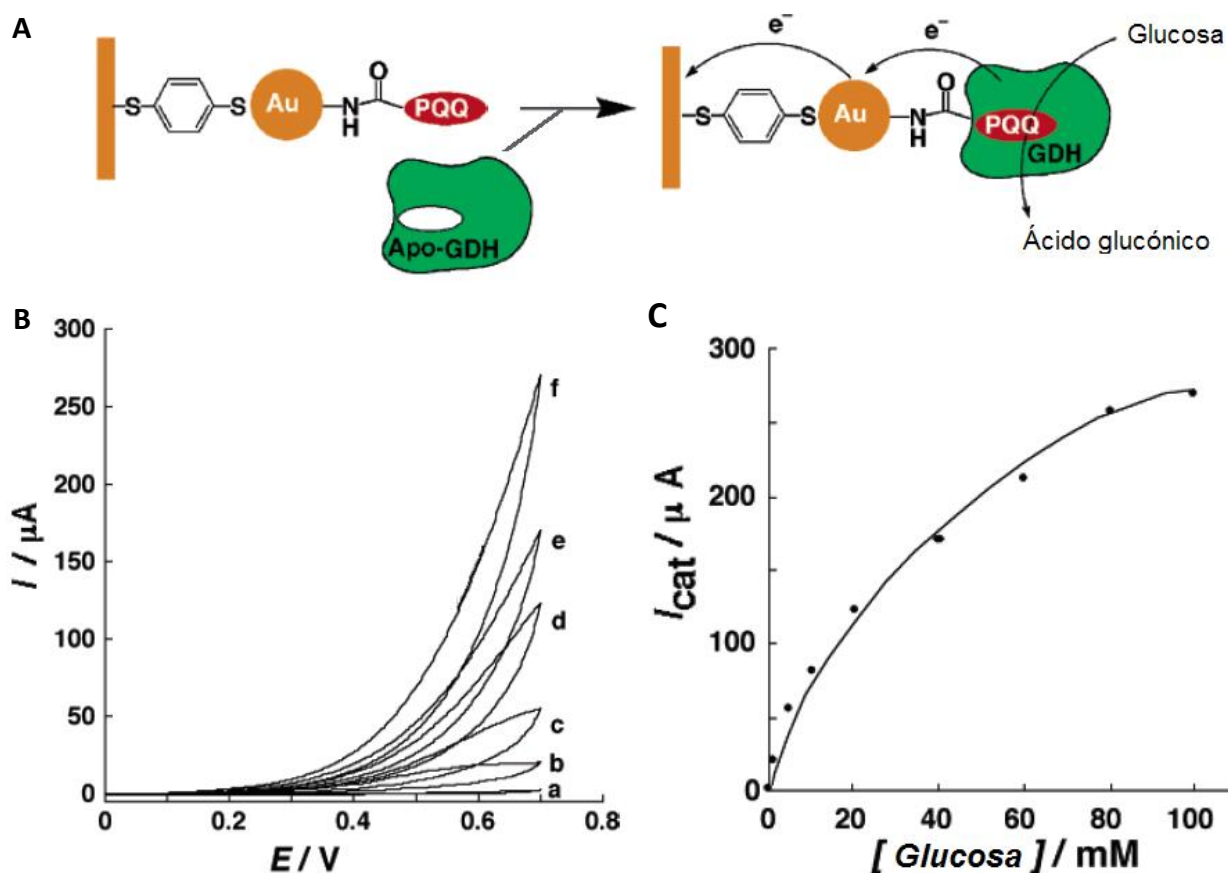 A
S
S
Au
N
H
O
PQQ
Apo-GDH
e⁻
e⁻
Glucosa
S
S
Au
N
H
O
PQQ
GDH
Ácido glucónico
B
300
250
200
150
100
50
0
I / µA
f
e
d
c
b
a
0
0.2
0.4
0.6
0.8
E / V
C
300
200
100
0
Icat / µ A
0
20
40
60
80
100
[ Glucosa ] / mM